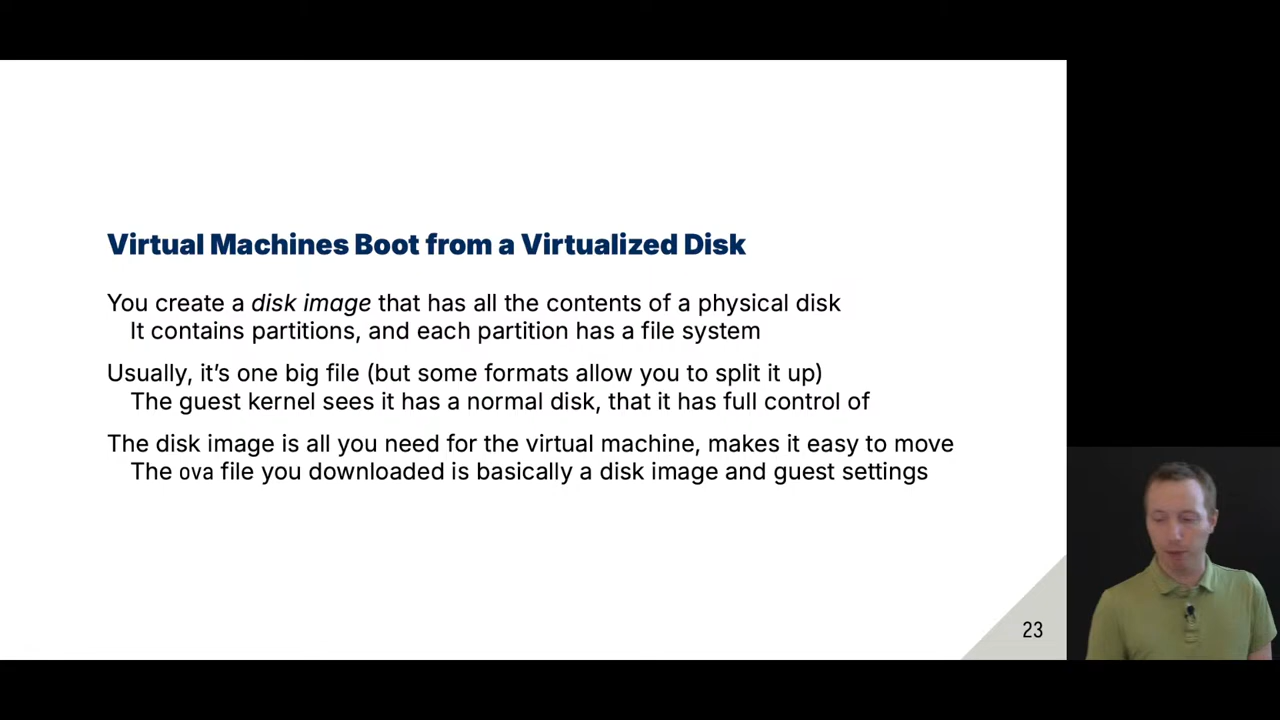 Virtual Machines Boot from a Virtualized Disk
You create a disk image that has all the contents of a physical disk
It contains partitions, and each partition has a file system
Usually, it’s one big file (but some formats allow you to split it up)
The guest kernel sees it has a normal disk, that it has full control of
The disk image is all you need for the virtual machine, makes it easy to move
The ova file you downloaded is basically a disk image and guest settings
23